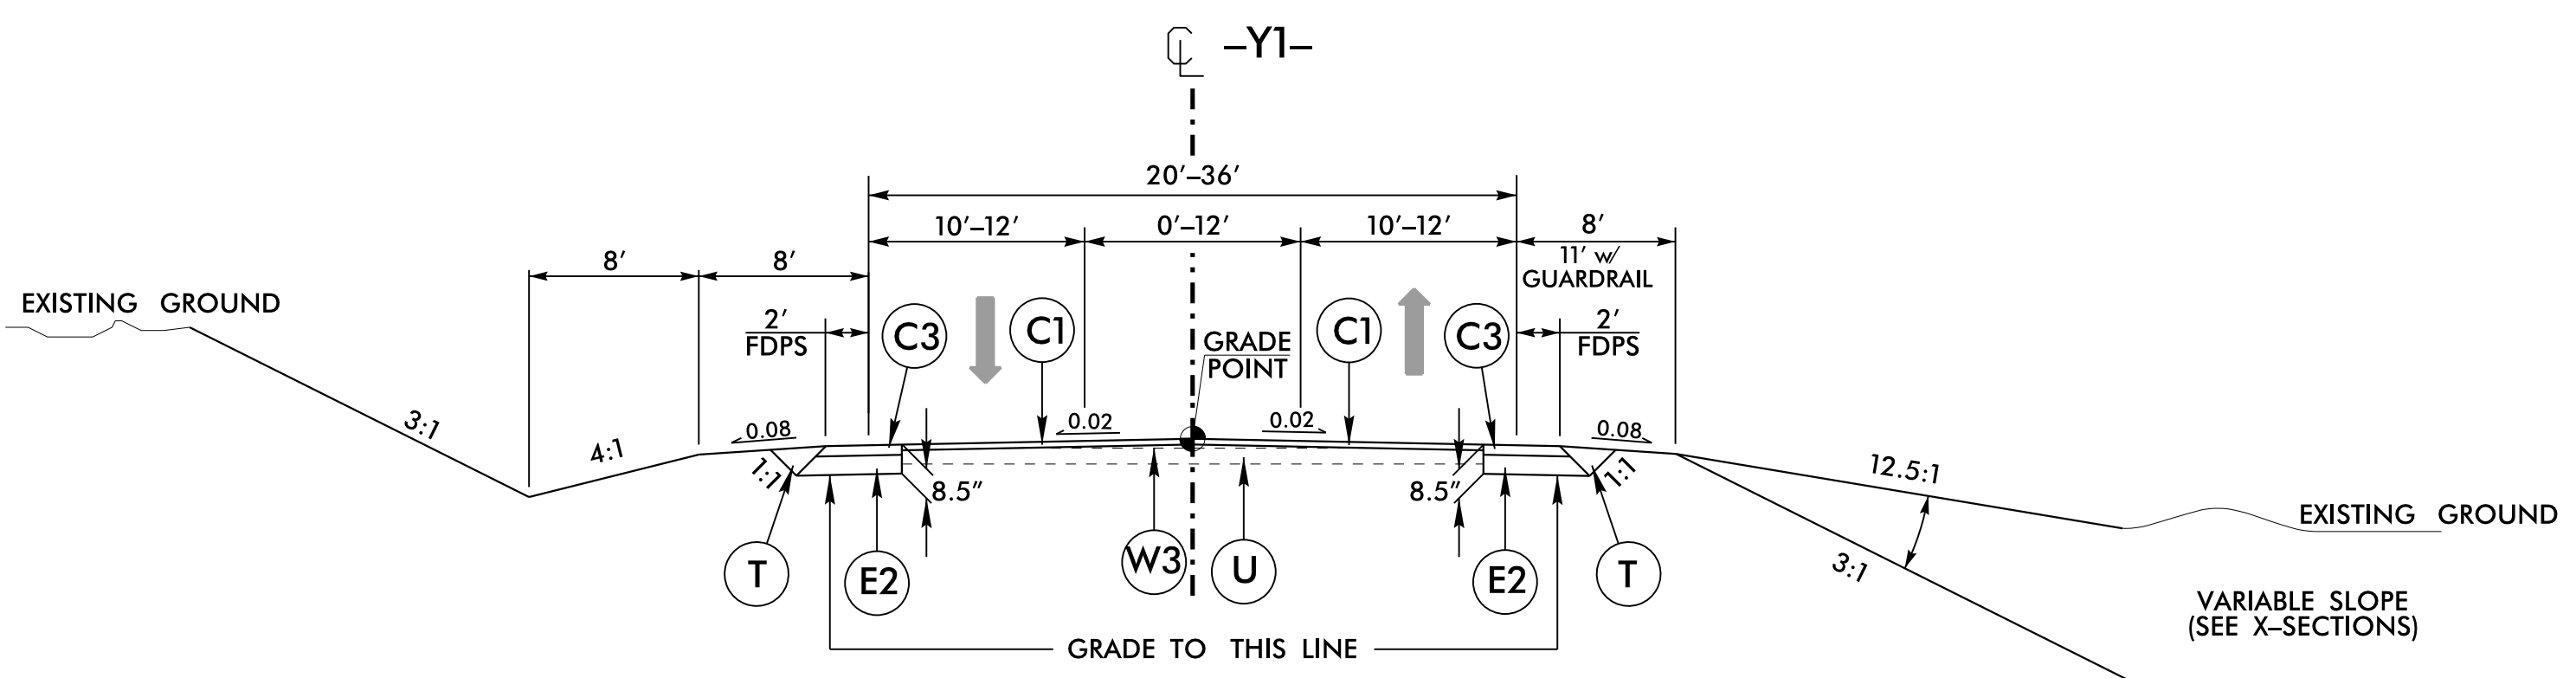 ℄ –Y1–
20'–36'
10'–12' 0'–12' 10'–12' 8'
11' w/
GUARDRAIL
8' 8'
EXISTING GROUND
2'
FDPS
C3
C1
GRADE
POINT
C1
C3
2'
FDPS
3:1
4:1
0.08
0.02
0.02
0.08
1:1
8.5"
8.5"
1:1
12.5:1
EXISTING GROUND
3:1
T
E2
W3
U
E2
T
VARIABLE SLOPE
(SEE X–SECTIONS)
GRADE TO THIS LINE